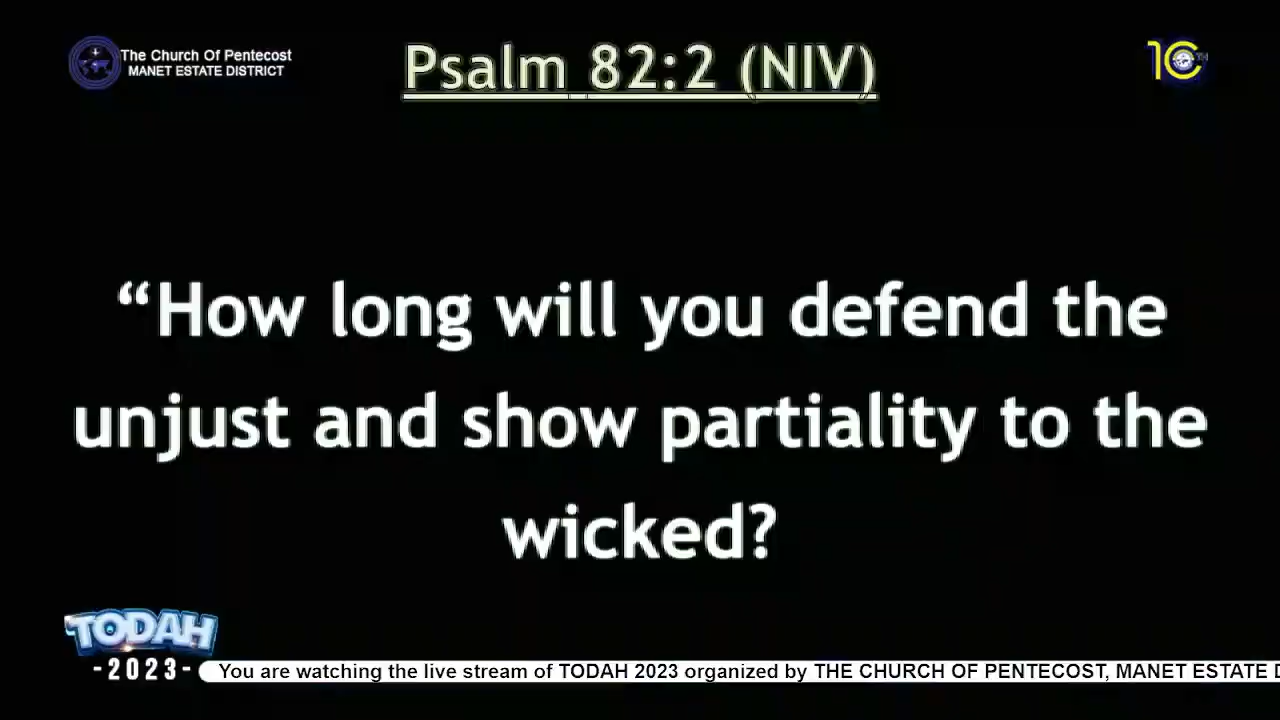 The Church Of Pentecost
MANET ESTATE DISTRICT
Psalm 82:2 (NIV)
10TH
“How long will you defend the
unjust and show partiality to the
wicked?
TODAH
-2023-
You are watching the live stream of TODAH 2023 organized by THE CHURCH OF PENTECOST, MANET ESTATE